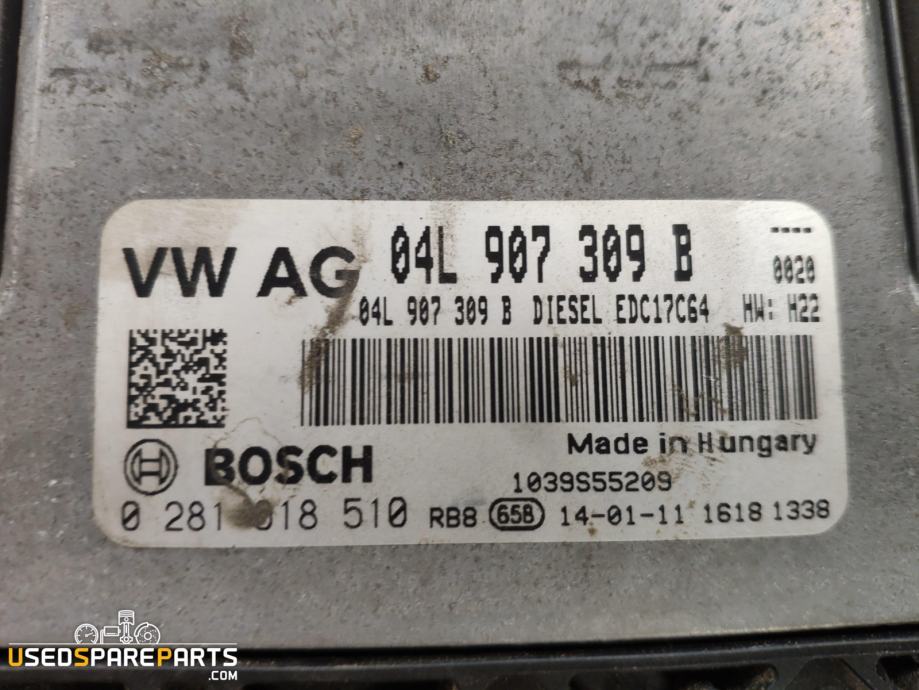 VW AG 04L 907 309 B ----
0020
04L 907 309 B DIESEL EDC17C64 HW: H22
Made in Hungary
BOSCH
1039S55209
0 281 018 510 RB8 658 14-01-11 1618 1338
USEDSPAREPARTS
.COM